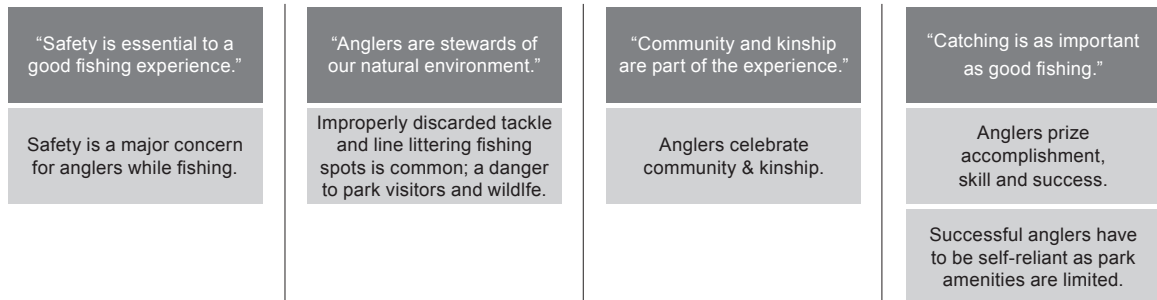 “Safety is essential to a
good fishing experience.”
Safety is a major concern
for anglers while fishing.
“Anglers are stewards of
our natural environment.”
Improperly discarded tackle
and line littering fishing
spots is common; a danger
to park visitors and wildlfe.
“Community and kinship
are part of the experience.”
Anglers celebrate
community & kinship.
“Catching is as important
as good fishing.”
Anglers prize
accomplishment,
skill and success.
Successful anglers have
to be self-reliant as park
amenities are limited.